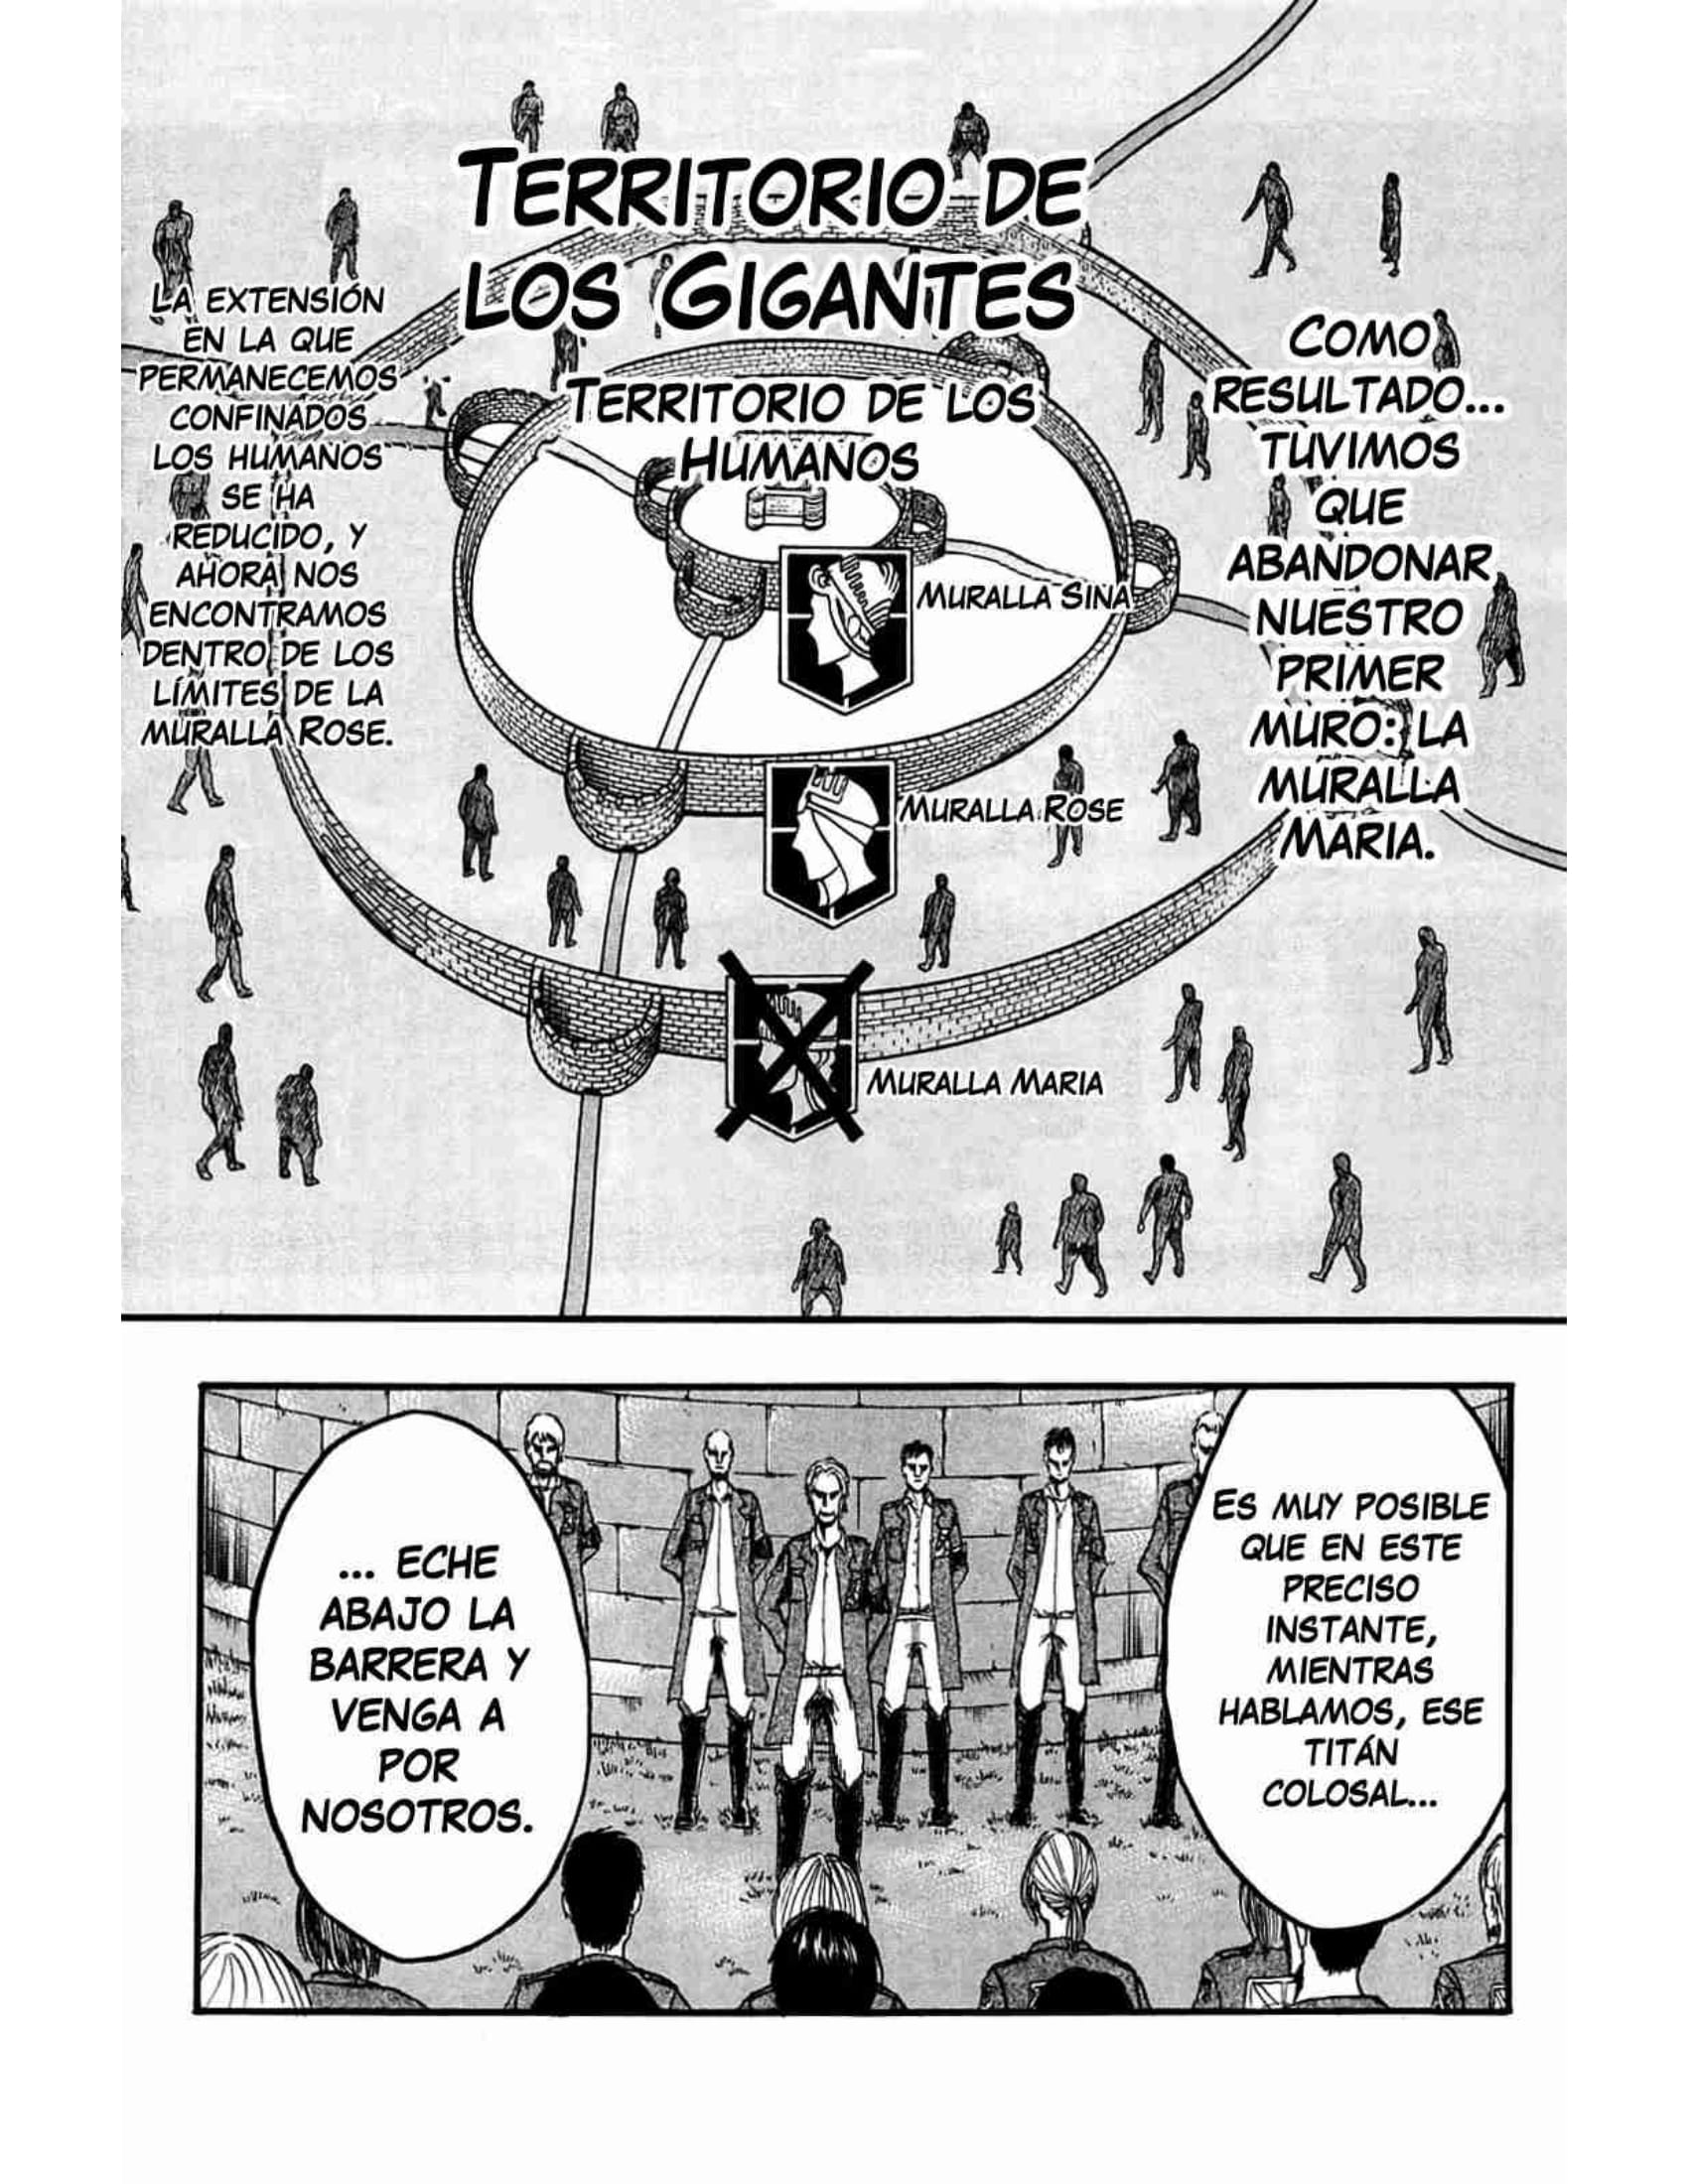 TERRITORIO DE
LOS GIGANTES
TERRITORIO DE LOS
HUMANOS
COMO
RESULTADO...
TUVIMOS
QUE
ABANDONAR
NUESTRO
PRIMER
MURO: LA
MURALLA
MARIA.
LA EXTENSIÓN
EN LA QUE
PERMANECEMOS
CONFINADOS
LOS HUMANOS
SE HA
REDUCIDO, Y
AHORA NOS
ENCONTRAMOS
DENTRO DE LOS
LÍMITES DE LA
MURALLA ROSE.
MURALLA SINA
MURALLA ROSE
MURALLA MARIA
ES MUY POSIBLE
QUE EN ESTE
PRECISO
INSTANTE,
MIENTRAS
HABLAMOS, ESE
TITÁN
COLOSAL...
... ECHE
ABAJO LA
BARRERA Y
VENGA A
POR
NOSOTROS.